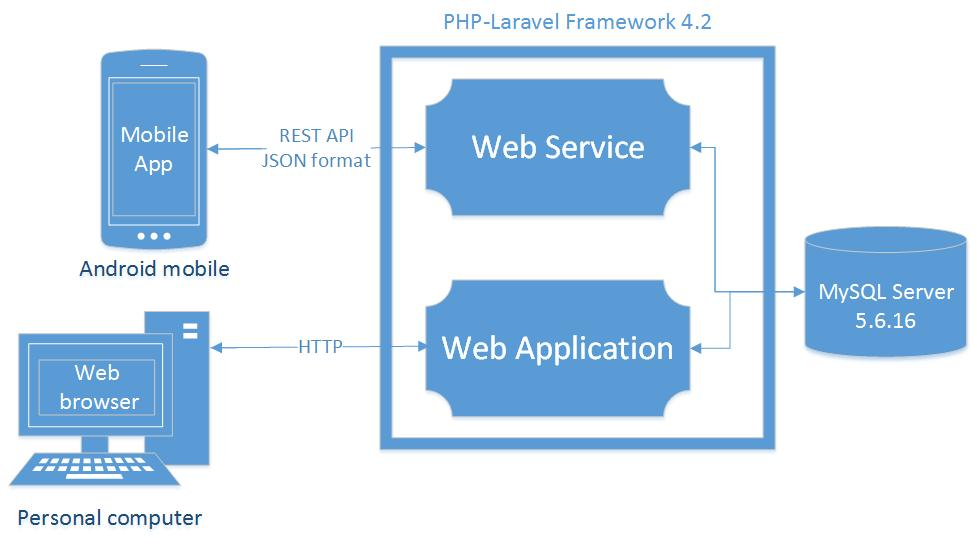 PHP-Laravel Framework 4.2
Mobile
App
REST API
JSON format
Web Service
Android mobile
MySQL Server
5.6.16
HTTP
Web Application
Web
browser
Personal computer